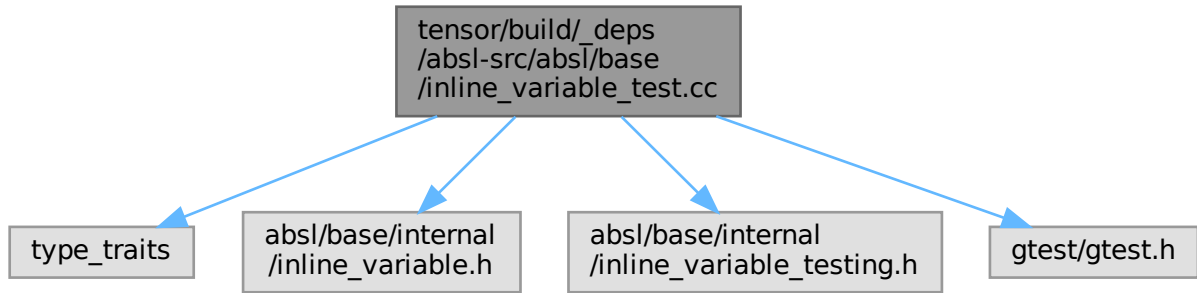 tensor/build/_deps
/absl-src/absl/base
/inline_variable_test.cc
type_traits
absl/base/internal
/inline_variable.h
absl/base/internal
/inline_variable_testing.h
gtest/gtest.h